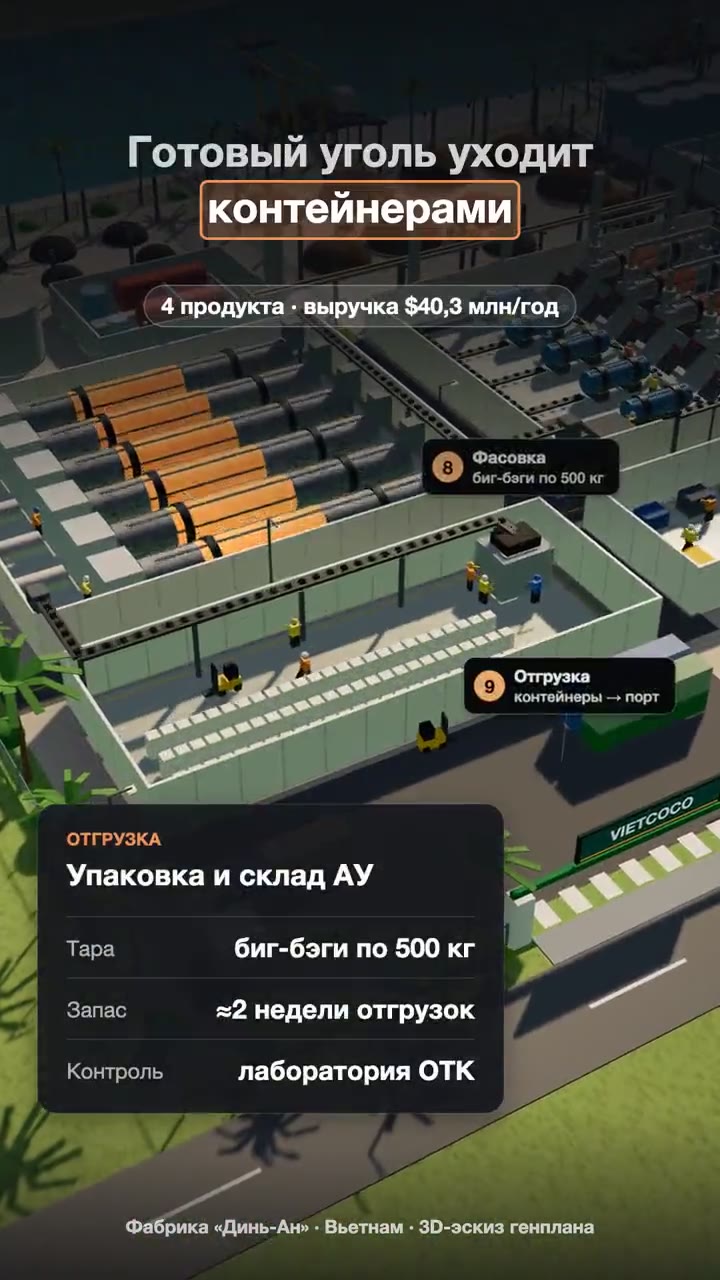 Готовый уголь уходит
контейнерами
4 продукта · выручка $40,3 млн/год
8 Фасовка
биг-бэги по 500 кг
9 Отгрузка
контейнеры → порт
VIETCOCO
ОТГРУЗКА
Упаковка и склад АУ
Тара биг-бэги по 500 кг
Запас ≈2 недели отгрузок
Контроль лаборатория ОТК
Фабрика «Динь-Ан» · Вьетнам · 3D-эскиз генплана